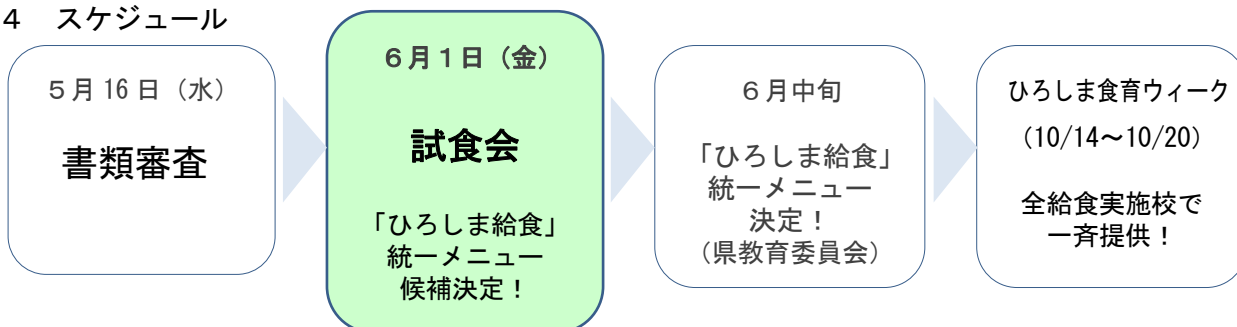 ４　スケジュール
５月 16 日（水）
書類審査
６月１日（金）
試食会
「ひろしま給食」
統一メニュー
候補決定！
６月中旬
「ひろしま給食」
統一メニュー
決定！
（県教育委員会）
ひろしま食育ウィーク
（10/14～10/20）
全給食実施校で
一斉提供！